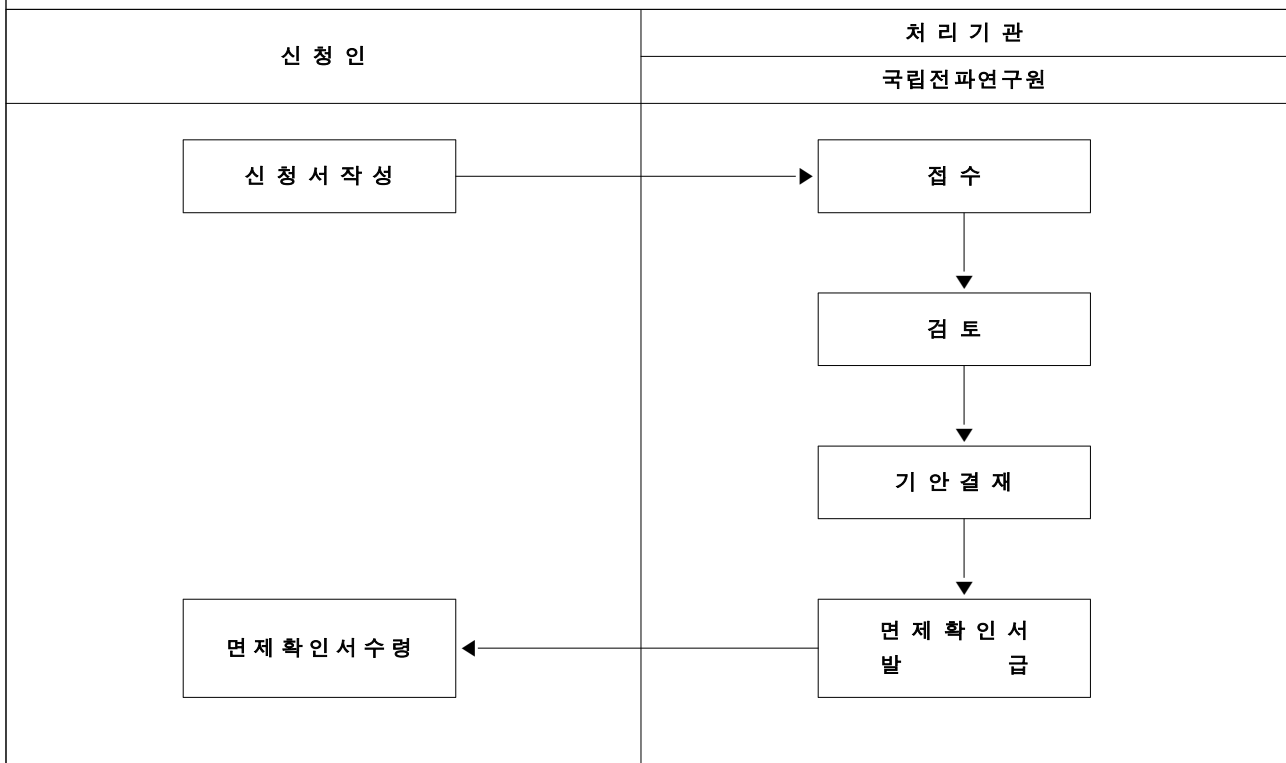 신 청 인
처 리 기 관
국립전파연구원
신 청 서 작 성
접 수
검 토
기 안 결 재
면 제 확 인 서
발 급
면 제 확 인 서 수 령